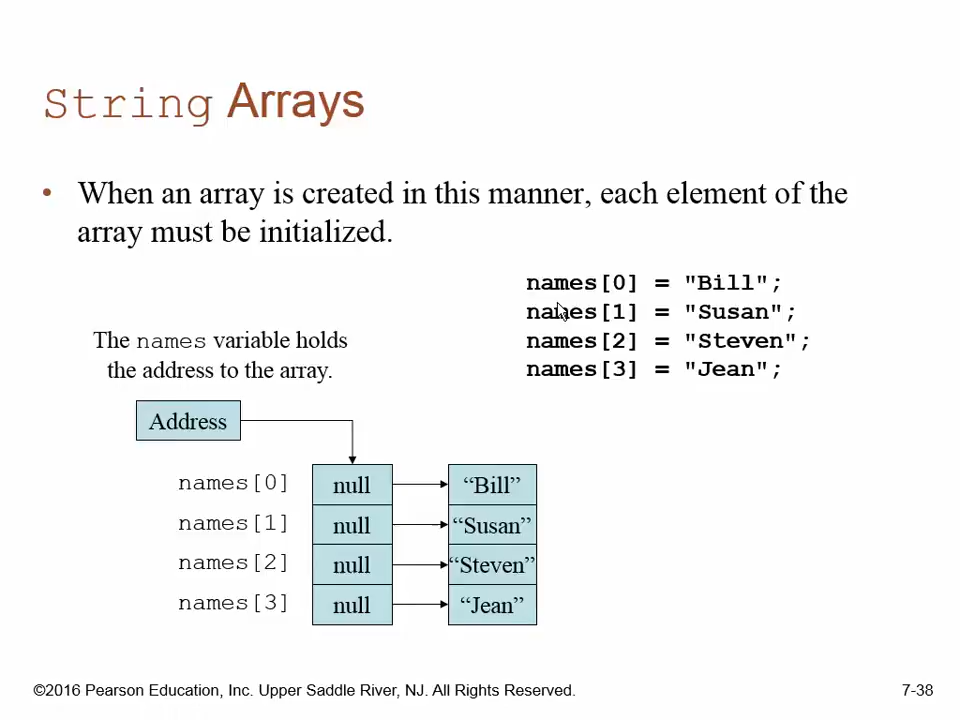 String Arrays
• When an array is created in this manner, each element of the
array must be initialized.
names[0] = "Bill";
names[1] = "Susan";
names[2] = "Steven";
names[3] = "Jean";
The names variable holds
the address to the array.
Address
names[0] null “Bill”
names[1] null “Susan”
names[2] null “Steven”
names[3] null “Jean”
©2016 Pearson Education, Inc. Upper Saddle River, NJ. All Rights Reserved. 7-38